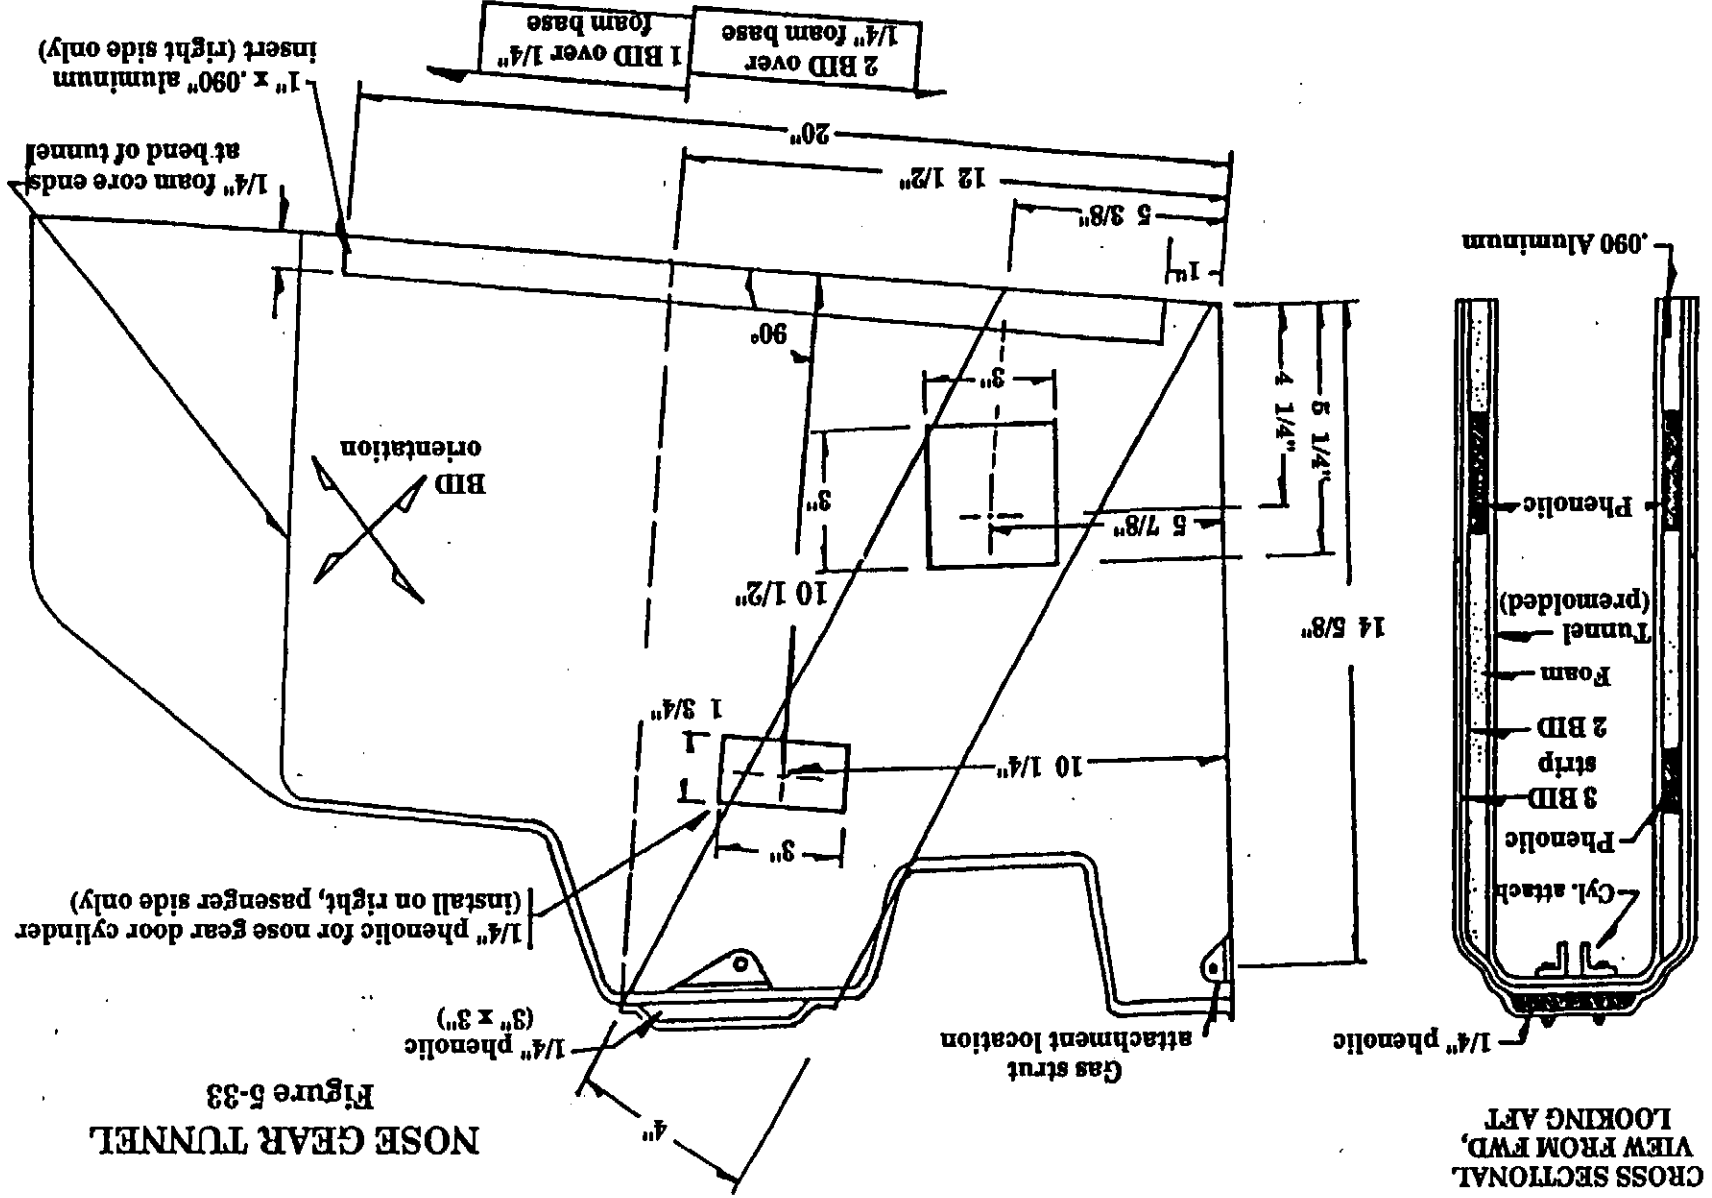 NOSE GEAR TUNNEL
Figure 5-33
CROSS SECTIONAL
VIEW FROM FWD,
LOOKING AFT
4"
1/4" phenolic
(3" x 3")
Gas strut
attachment location
1/4" phenolic
1/4" phenolic for nose gear door cylinder
(install on right, pasenger side only)
Cyl. attach
Phenolic
3 BID
strip
2 BID
Foam
Tunnel
(premolded)
Phenolic
.090 Aluminum
3"
10 1/4"
1 3/4"
14 5/8"
10 1/2"
5 7/8"
3"
3"
5 1/4"
4 1/4"
BID
orientation
90°
1"
5 3/8"
12 1/2"
20"
1/4" foam core ends
at bend of tunnel
1" x .090" aluminum
insert (right side only)
2 BID over
1/4" foam base
1 BID over 1/4"
foam base